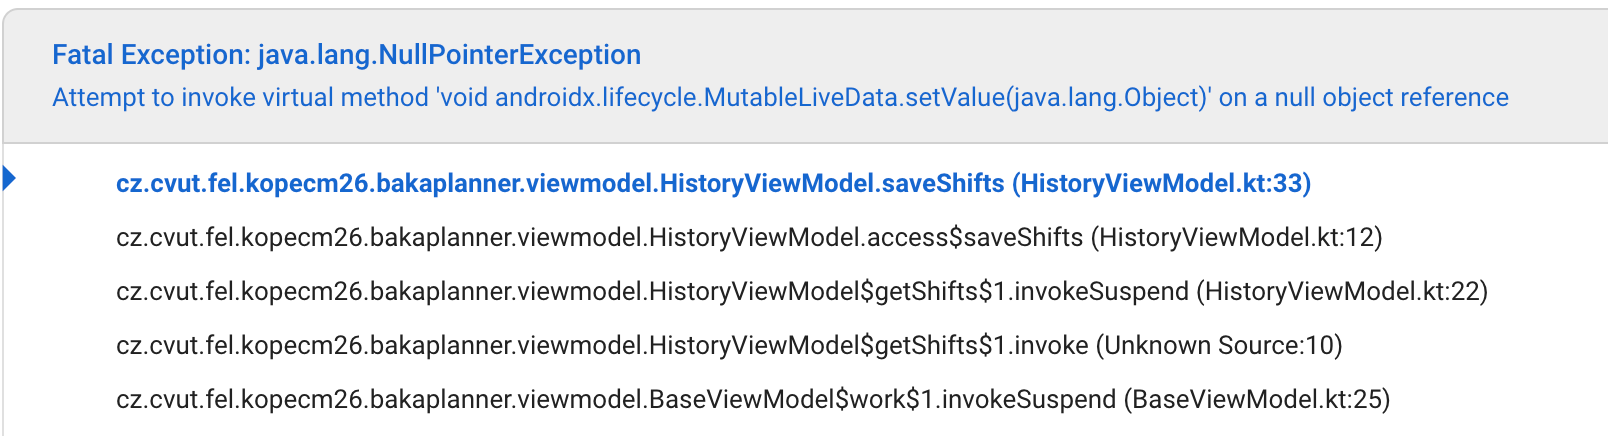 Fatal Exception: java.lang.NullPointerException
Attempt to invoke virtual method 'void androidx.lifecycle.MutableLiveData.setValue(java.lang.Object)' on a null object reference
cz.cvut.fel.kopecm26.bakaplanner.viewmodel.HistoryViewModel.saveShifts (HistoryViewModel.kt:33)
cz.cvut.fel.kopecm26.bakaplanner.viewmodel.HistoryViewModel.access$saveShifts (HistoryViewModel.kt:12)
cz.cvut.fel.kopecm26.bakaplanner.viewmodel.HistoryViewModel$getShifts$1.invokeSuspend (HistoryViewModel.kt:22)
cz.cvut.fel.kopecm26.bakaplanner.viewmodel.HistoryViewModel$getShifts$1.invoke (Unknown Source:10)
cz.cvut.fel.kopecm26.bakaplanner.viewmodel.BaseViewModel$work$1.invokeSuspend (BaseViewModel.kt:25)